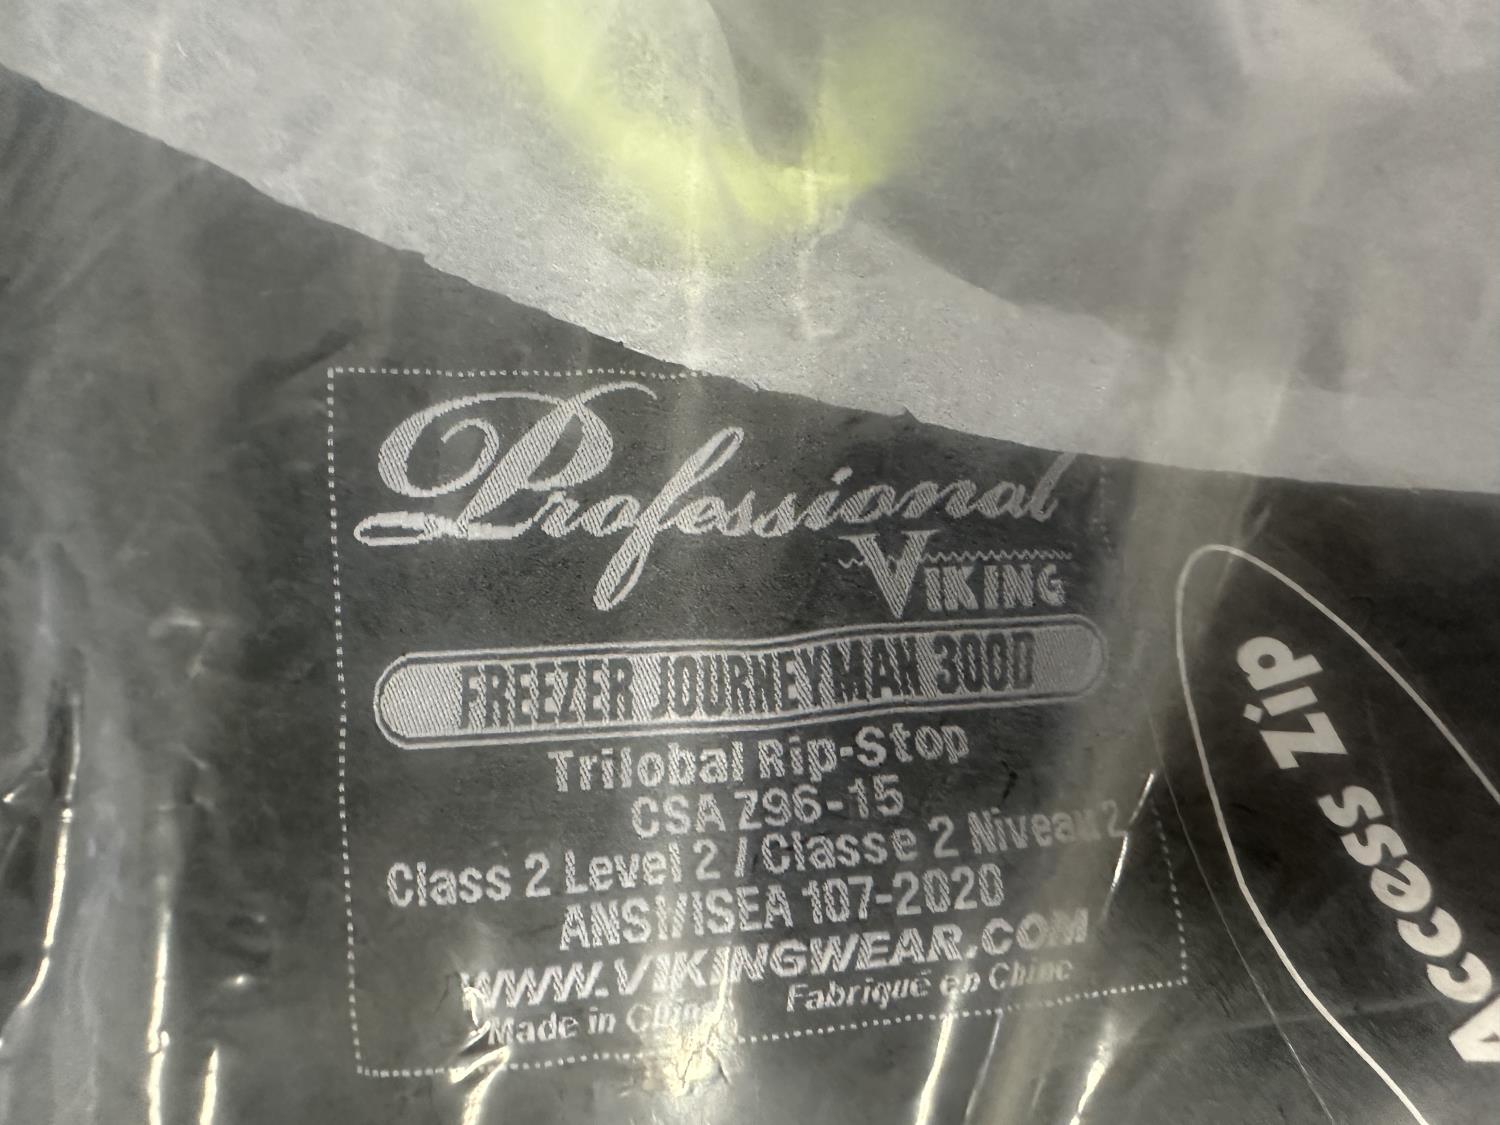 Professional
VIKING
FREEZER JOURNEYMAN 300D
Trilobal Rip-Stop
CSA Z96-15
Class 2 Level 2 / Classe 2 Niveau 2
ANSI/ISEA 107-2020
WWW.VIKINGWEAR.COM
Made in China Fabriqué en Chine
Access Zip